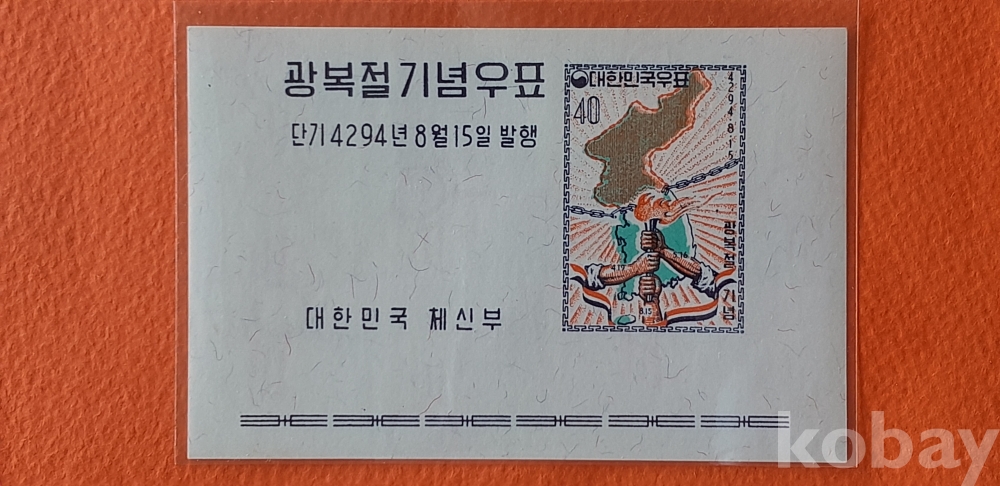 광복절기념우표
단기 4294년 8월 15일 발행
대한민국 체신부
대한민국우표
40
4294.8.15
광복절 기념
8.15
kobay